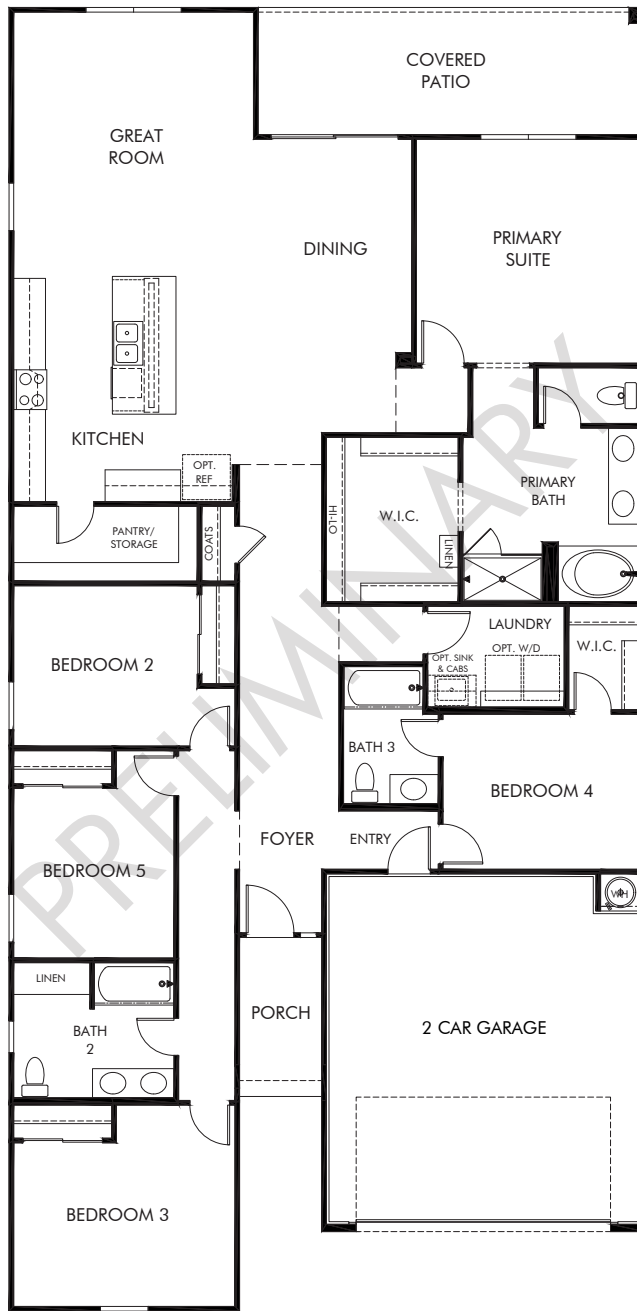 COVERED
PATIO
GREAT
ROOM
DINING
PRIMARY
SUITE
KITCHEN
OPT.
REF
PANTRY/
STORAGE
COATS
HI-LO
W.I.C.
LINEN
PRIMARY
BATH
BEDROOM 2
LAUNDRY
OPT. W/D
OPT. SINK
& CABS
W.I.C.
BATH 3
BEDROOM 4
FOYER
ENTRY
BEDROOM 5
WH
LINEN
BATH
2
PORCH
2 CAR GARAGE
BEDROOM 3
PRELIMINARY